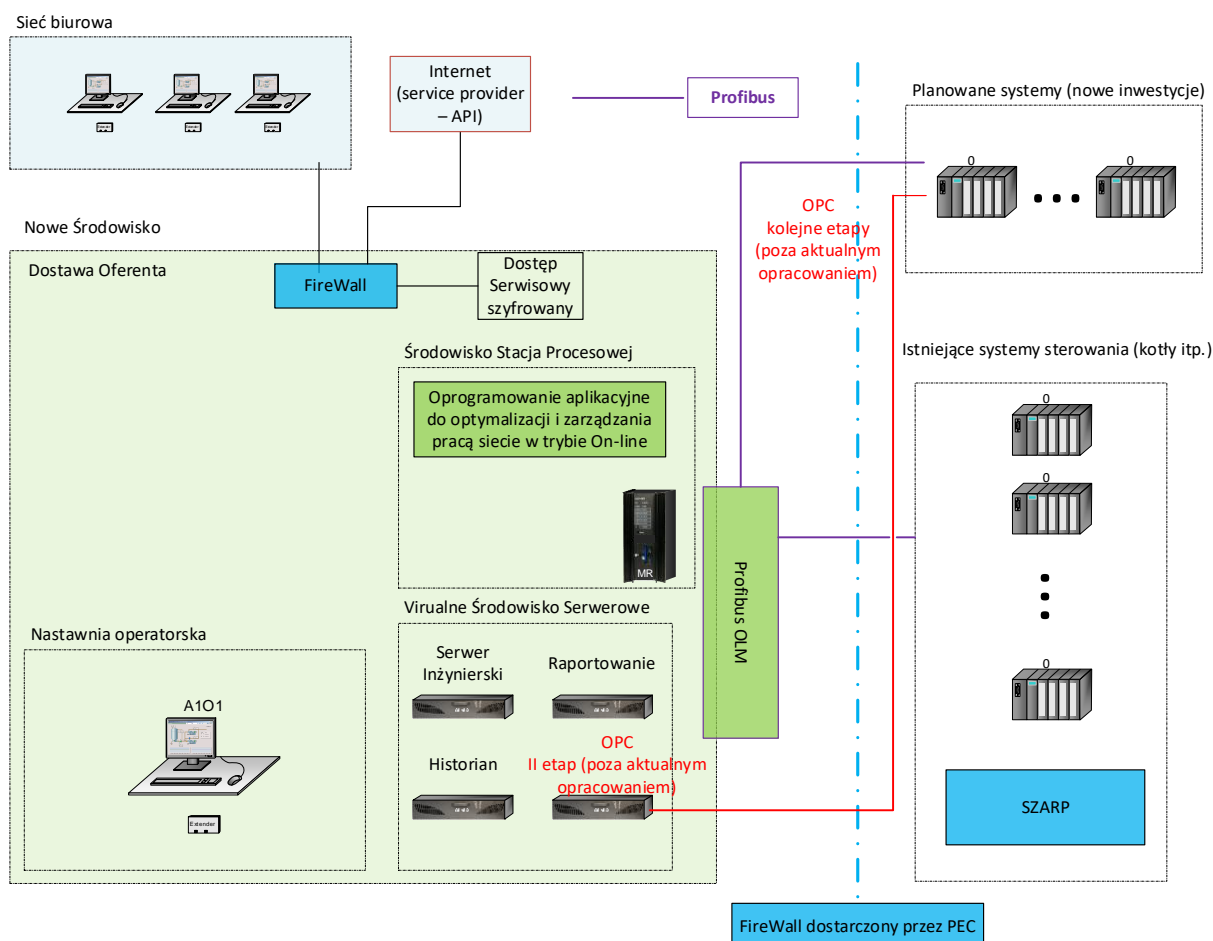 Sieć biurowa
Internet
(service provider
– API)
Profibus
Planowane systemy (nowe inwestycje)
0
0
OPC
kolejne etapy
(poza aktualnym
opracowaniem)
Nowe Środowisko
Dostawa Oferenta
FireWall
Dostęp
Serwisowy
szyfrowany
Środowisko Stacja Procesowej
Oprogramowanie aplikacyjne
do optymalizacji i zarządzania
pracą siecie w trybie On-line
MR
Istniejące systemy sterowania (kotły itp.)
0
0
0
SZARP
Profibus OLM
Virualne Środowisko Serwerowe
Serwer
Inżynierski
Raportowanie
Historian
OPC
II etap (poza aktualnym
opracowaniem)
Nastawnia operatorska
A1O1
Extender
FireWall dostarczony przez PEC